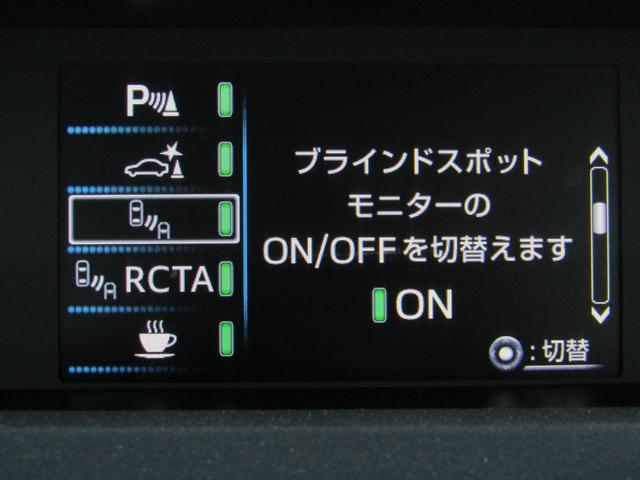 P
RCTA
ブラインドスポット
モニターの
ON/OFFを切替えます
ON
:切替